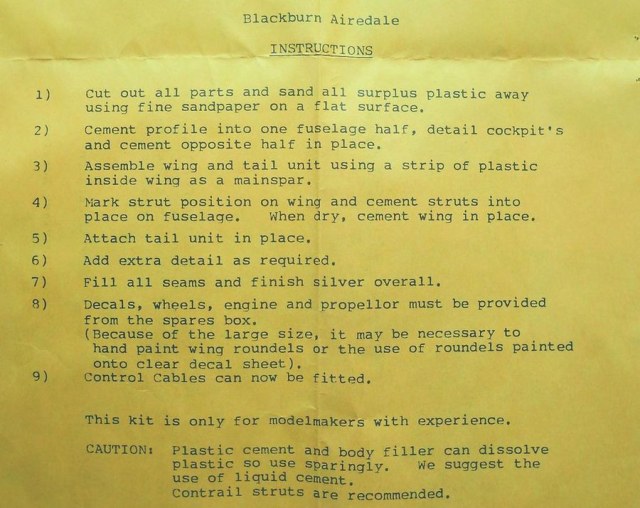 Blackburn Airedale
INSTRUCTIONS
1) Cut out all parts and sand all surplus plastic away
using fine sandpaper on a flat surface.
2) Cement profile into one fuselage half, detail cockpit's
and cement opposite half in place.
3) Assemble wing and tail unit using a strip of plastic
inside wing as a mainspar.
4) Mark strut position on wing and cement struts into
place on fuselage. When dry, cement wing in place.
5) Attach tail unit in place.
6) Add extra detail as required.
7) Fill all seams and finish silver overall.
8) Decals, wheels, engine and propellor must be provided
from the spares box.
(Because of the large size, it may be necessary to
hand paint wing roundels or the use of roundels painted
onto clear decal sheet).
9) Control Cables can now be fitted.
This kit is only for modelmakers with experience.
CAUTION: Plastic cement and body filler can dissolve
plastic so use sparingly. We suggest the
use of liquid cement.
Contrail struts are recommended.